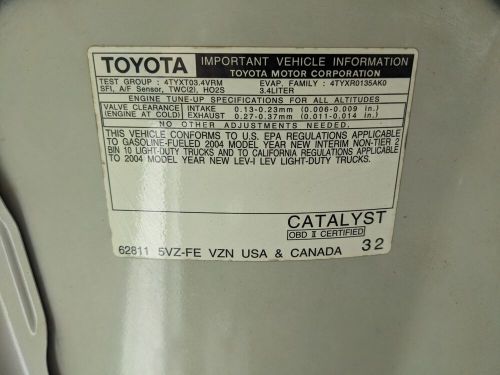 TOYOTA IMPORTANT VEHICLE INFORMATION
TOYOTA MOTOR CORPORATION
TEST GROUP : 4TYXT03.4VRM EVAP. FAMILY : 4TYXR0135AK0
SFI, A/F Sensor, TWC(2), HO2S 3.4LITER
ENGINE TUNE-UP SPECIFICATIONS FOR ALL ALTITUDES
VALVE CLEARANCE INTAKE 0.13-0.23mm (0.006-0.009 in.)
(ENGINE AT COLD) EXHAUST 0.27-0.37mm (0.011-0.014 in.)
NO OTHER ADJUSTMENTS NEEDED.
THIS VEHICLE CONFORMS TO U.S. EPA REGULATIONS APPLICABLE
TO GASOLINE-FUELED 2004 MODEL YEAR NEW INTERIM NON-TIER 2
BIN 10 LIGHT-DUTY TRUCKS AND TO CALIFORNIA REGULATIONS APPLICABLE
TO 2004 MODEL YEAR NEW LEV-I LEV LIGHT-DUTY TRUCKS.
CATALYST
OBD II CERTIFIED
62811 5VZ-FE VZN USA & CANADA 32